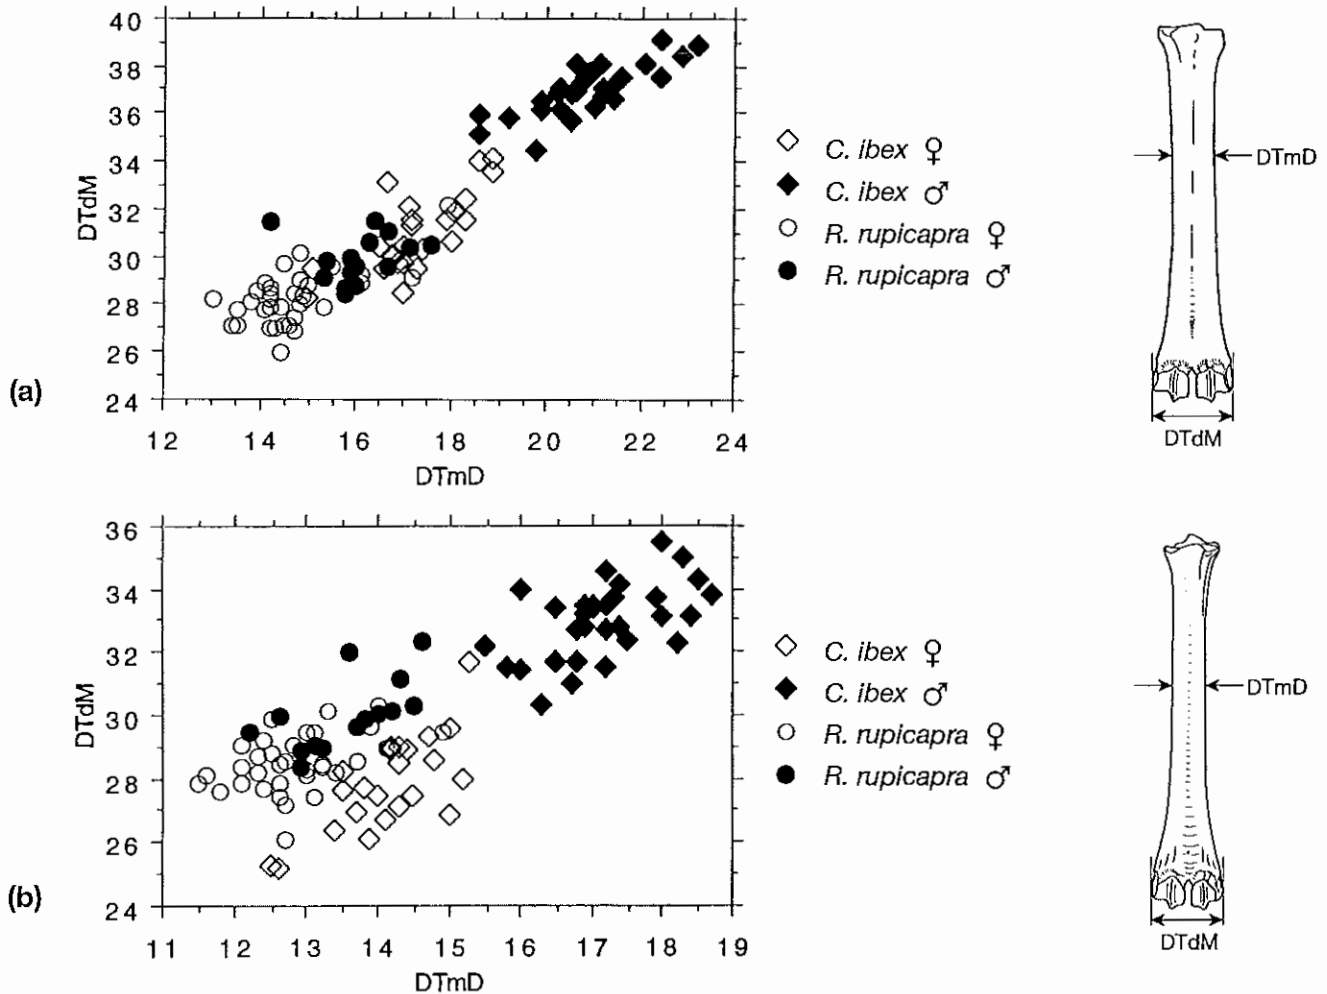 40
38
36
34
32
30
28
26
24
DTdM
(a)
12 14 16 18 20 22 24
DTmD
◇ C. ibex ♀
◆ C. ibex ♂
○ R. rupicapra ♀
● R. rupicapra ♂
DTmD
DTdM
36
34
32
30
28
26
24
DTdM
(b)
11 12 13 14 15 16 17 18 19
DTmD
◇ C. ibex ♀
◆ C. ibex ♂
○ R. rupicapra ♀
● R. rupicapra ♂
DTmD
DTdM